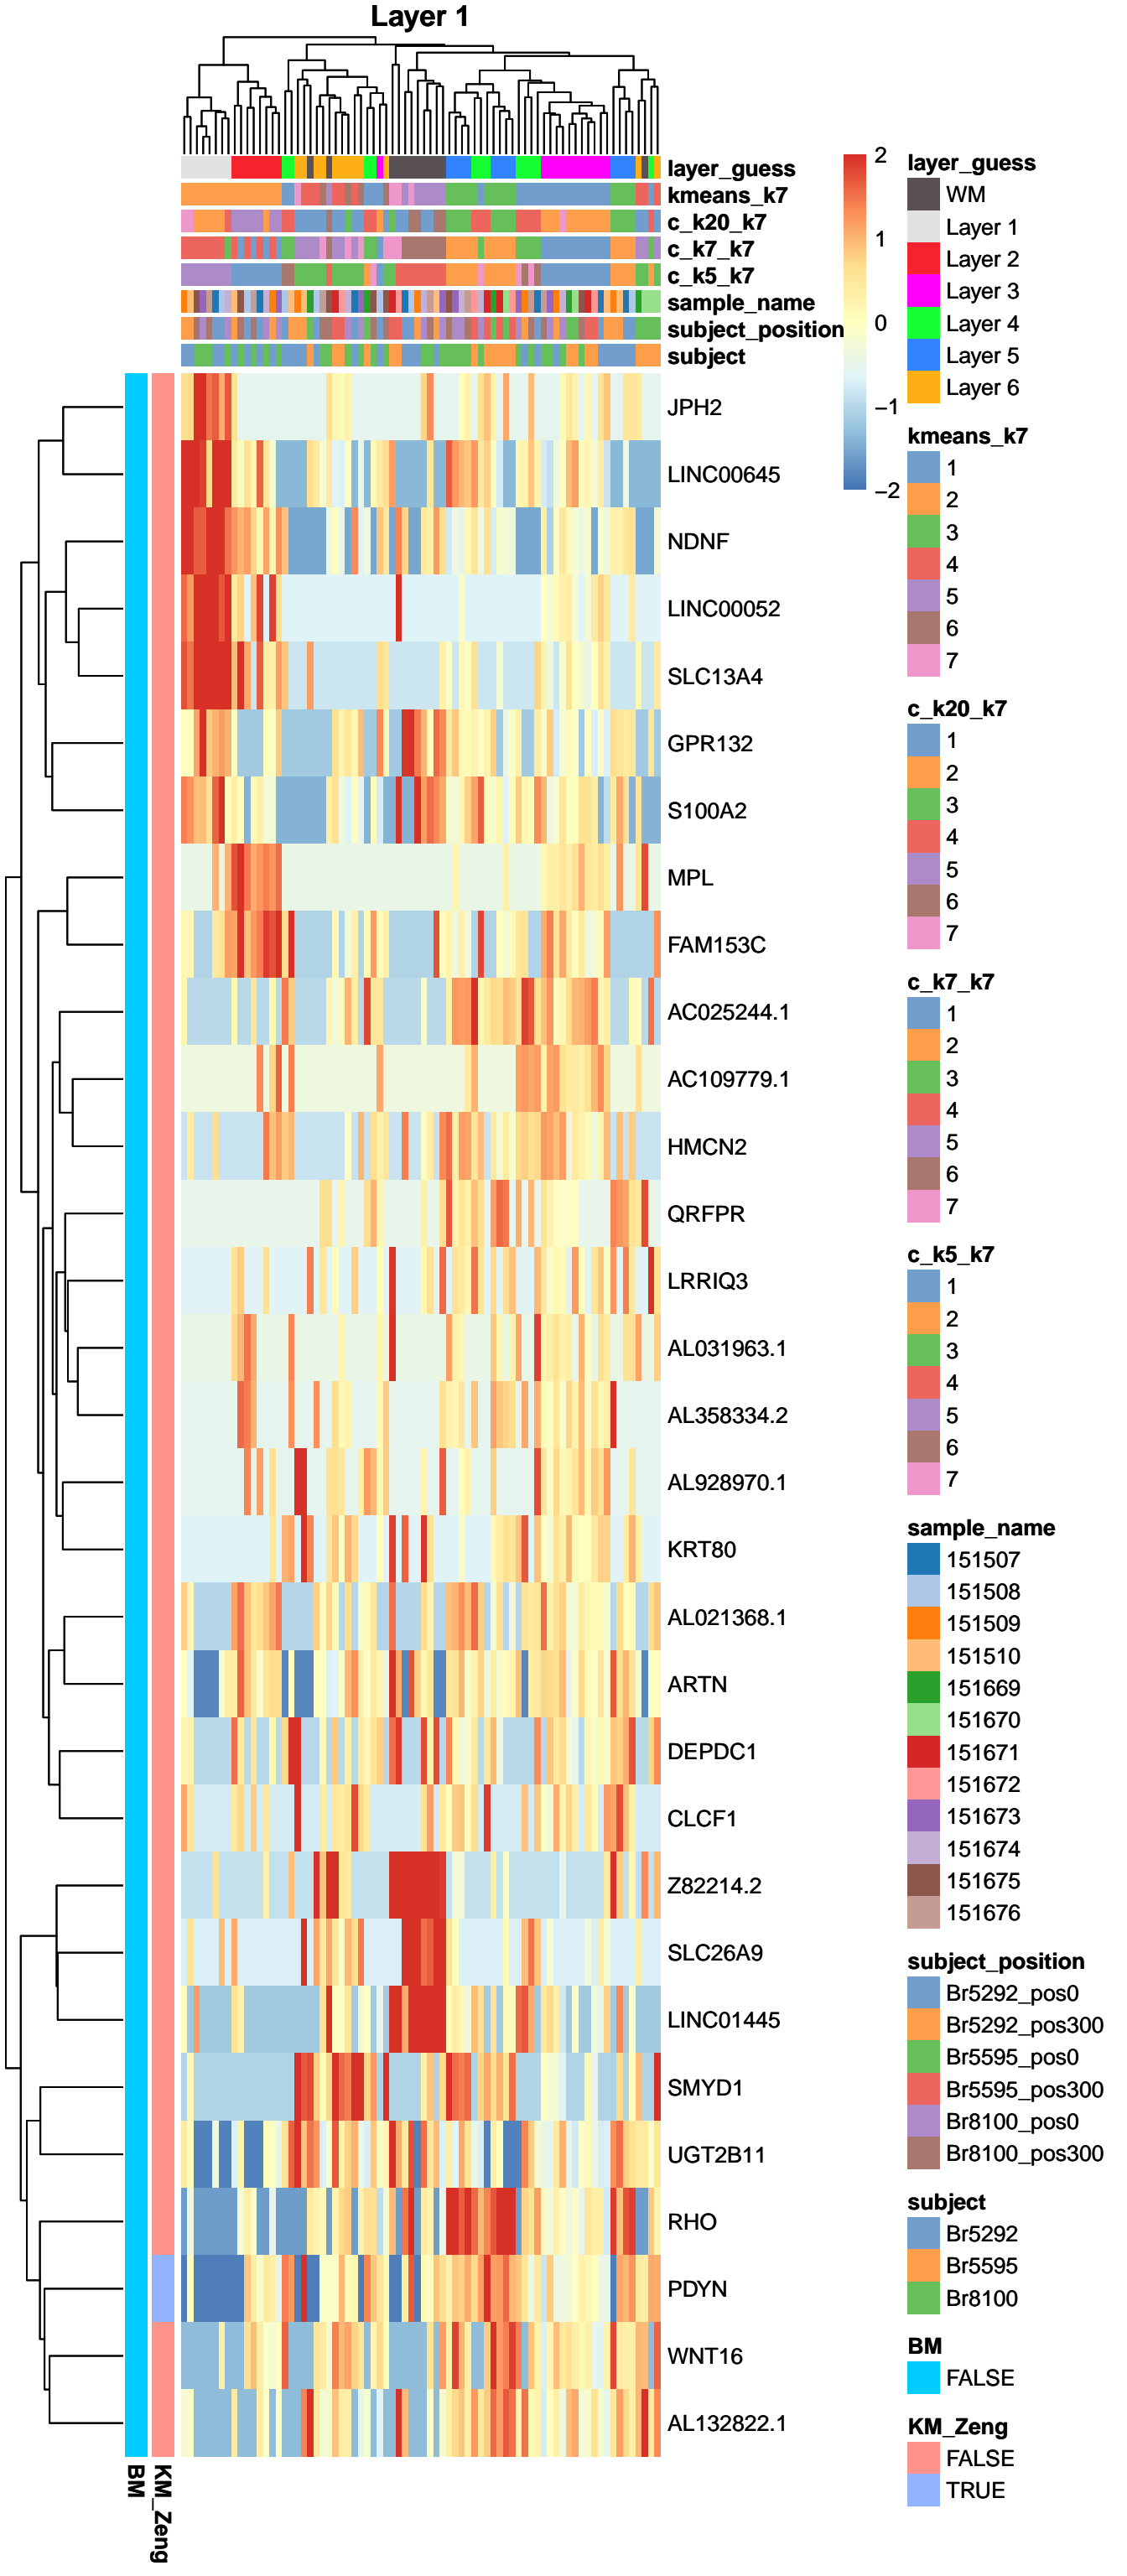 Layer 1
layer_guess
kmeans_k7
c_k20_k7
c_k7_k7
c_k5_k7
sample_name
subject_position
subject
JPH2
LINC00645
NDNF
LINC00052
SLC13A4
GPR132
S100A2
MPL
FAM153C
AC025244.1
AC109779.1
HMCN2
QRFPR
LRRIQ3
AL031963.1
AL358334.2
AL928970.1
KRT80
AL021368.1
ARTN
DEPDC1
CLCF1
Z82214.2
SLC26A9
LINC01445
SMYD1
UGT2B11
RHO
PDYN
WNT16
AL132822.1
BM
KM_Zeng
2
1
0
−1
−2
layer_guess
WM
Layer 1
Layer 2
Layer 3
Layer 4
Layer 5
Layer 6
kmeans_k7
1
2
3
4
5
6
7
c_k20_k7
1
2
3
4
5
6
7
c_k7_k7
1
2
3
4
5
6
7
c_k5_k7
1
2
3
4
5
6
7
sample_name
151507
151508
151509
151510
151669
151670
151671
151672
151673
151674
151675
151676
subject_position
Br5292_pos0
Br5292_pos300
Br5595_pos0
Br5595_pos300
Br8100_pos0
Br8100_pos300
subject
Br5292
Br5595
Br8100
BM
FALSE
KM_Zeng
FALSE
TRUE